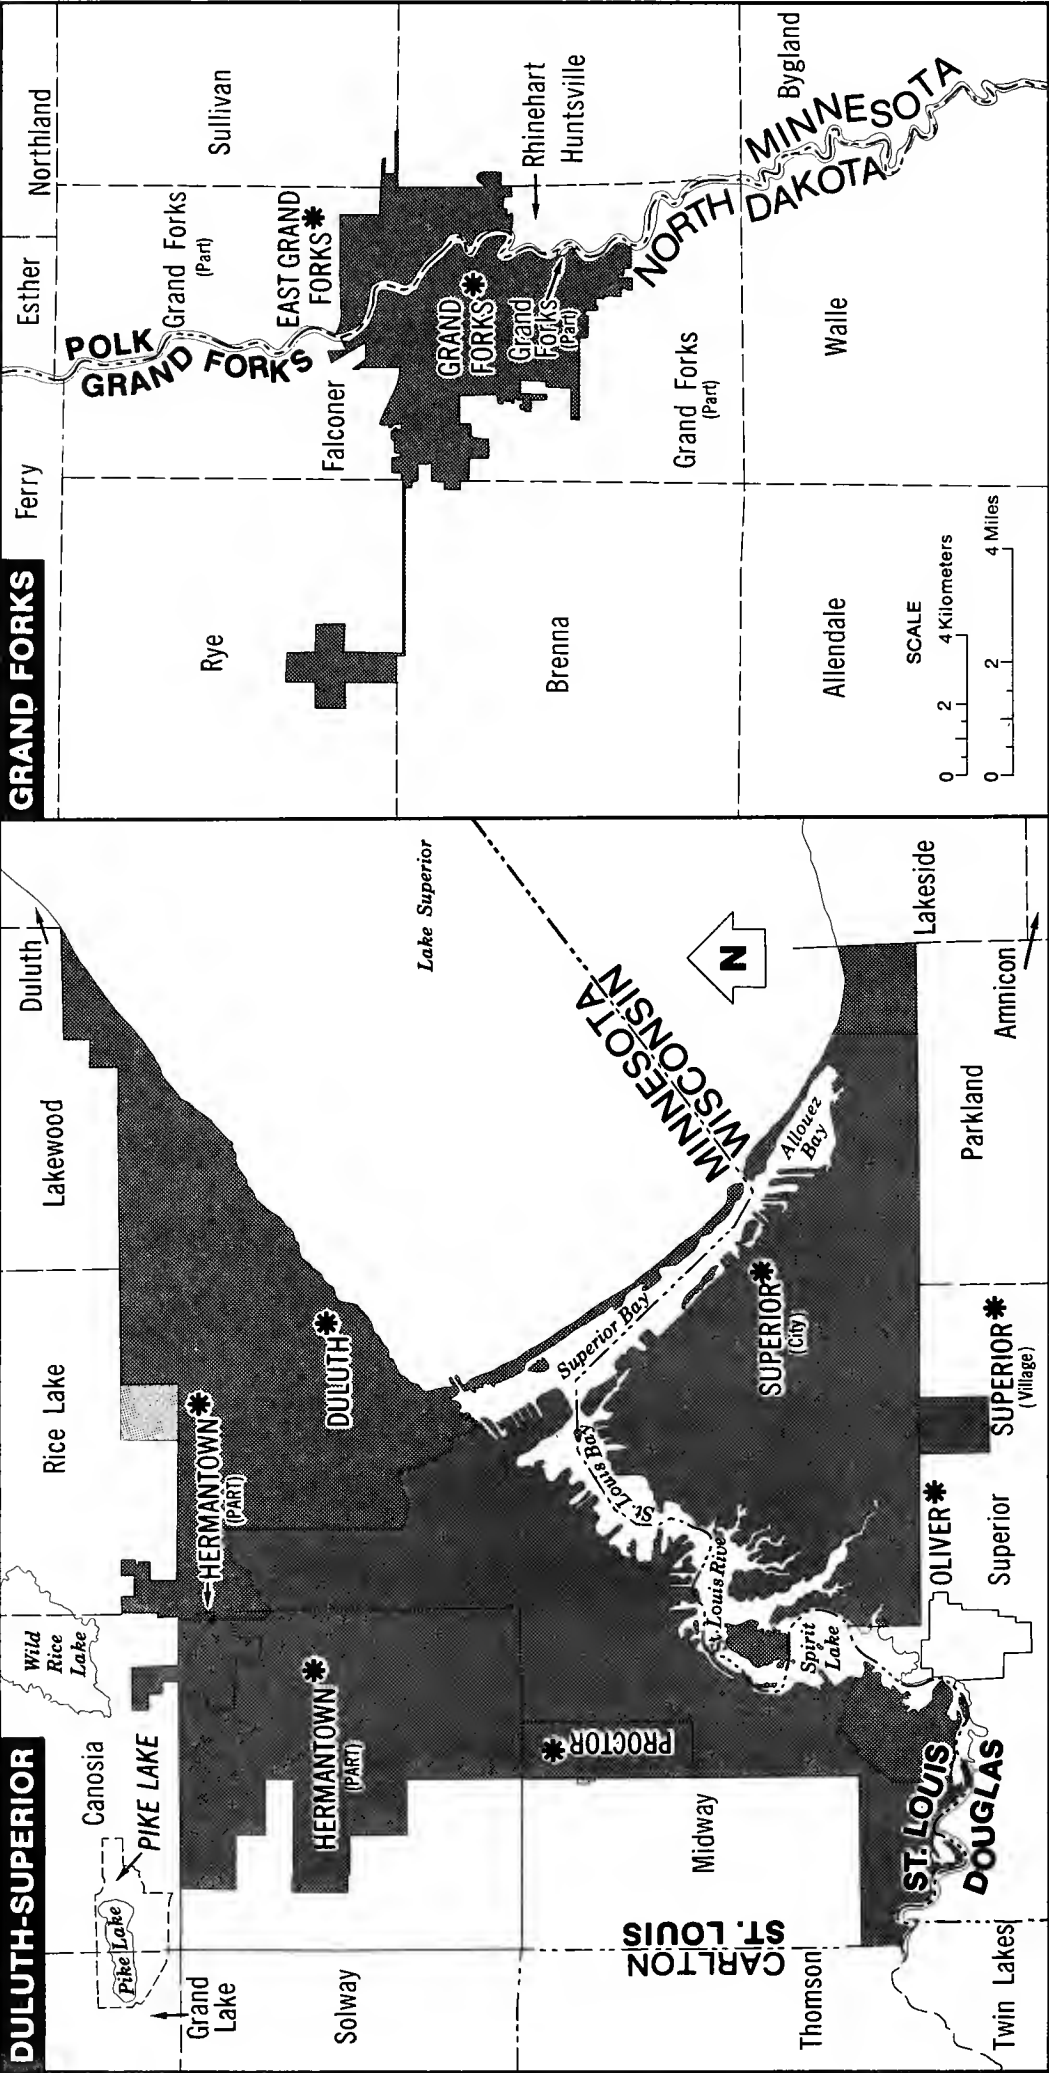 DULUTH-SUPERIOR
Wild
Rice
Lake
Rice Lake
Lakewood
Duluth
Canosia
PIKE LAKE
Pike Lake
Grand
Lake
HERMANTOWN
(PART)
DULUTH
Lake Superior
Solway
HERMANTOWN
(PART)
PROCTOR
MINNESOTA
WISCONSIN
N
Superior Bay
St. Louis Bay
St. Louis River
Spirit
Lake
Allouez
Bay
SUPERIOR
(City)
Midway
CARLTON
ST. LOUIS
Thomson
ST. LOUIS
DOUGLAS
Twin Lakes
OLIVER
Superior
SUPERIOR
(Village)
Parkland
Amnicon
Lakeside
GRAND FORKS
Ferry
Esther
Northland
POLK
GRAND FORKS
Grand Forks
(Part)
Sullivan
Rye
Falconer
EAST GRAND
FORKS
GRAND
FORKS
Grand
Forks
(Part)
Rhinehart
Huntsville
Brenna
Grand Forks
(Part)
NORTH DAKOTA
MINNESOTA
Bygland
Allendale
Walle
SCALE
0 2 4 Kilometers
0 2 4 Miles